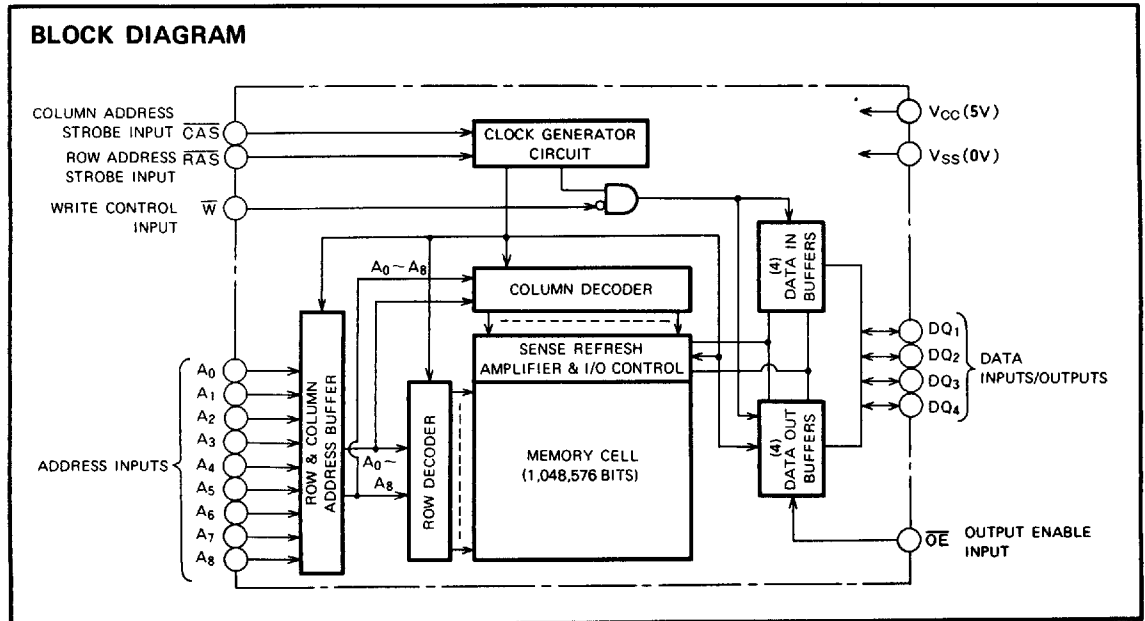 BLOCK DIAGRAM
COLUMN ADDRESS
STROBE INPUT C̅A̅S̅
ROW ADDRESS R̅A̅S̅
STROBE INPUT
WRITE CONTROL W̅
INPUT
CLOCK GENERATOR
CIRCUIT
VCC (5V)
VSS (0V)
A0~A8
COLUMN DECODER
(4)
DATA IN
BUFFERS
SENSE REFRESH
AMPLIFIER & I/O CONTROL
DQ1
DQ2
DQ3
DQ4
DATA
INPUTS/OUTPUTS
ADDRESS INPUTS
A0
A1
A2
A3
A4
A5
A6
A7
A8
ROW & COLUMN
ADDRESS BUFFER
A0~
A8
ROW DECODER
MEMORY CELL
(1,048,576 BITS)
(4)
DATA OUT
BUFFERS
O̅E̅ OUTPUT ENABLE
INPUT